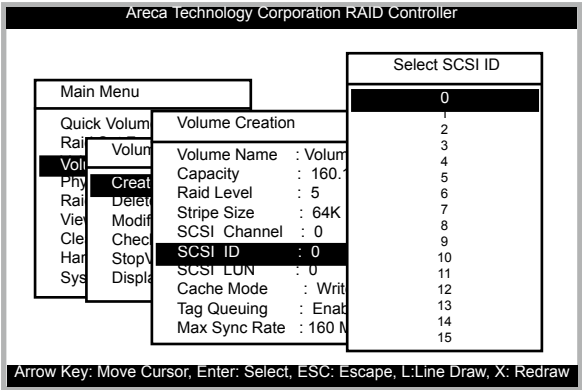 Areca Technology Corporation RAID Controller
Select SCSI ID
0
1
2
3
4
5
6
7
8
9
10
11
12
13
14
15
Main Menu
Quick Volum
Rai
Volu
Phy
Rai
Vie
Cle
Har
Sys
Volum
Creat
Delet
Modif
Chec
StopV
Displa
Volume Creation
Volume Name : Volum
Capacity : 160.1
Raid Level : 5
Stripe Size : 64K
SCSI Channel : 0
SCSI ID : 0
SCSI LUN : 0
Cache Mode : Writ
Tag Queuing : Enab
Max Sync Rate : 160 M
Arrow Key: Move Cursor, Enter: Select, ESC: Escape, L:Line Draw, X: Redraw